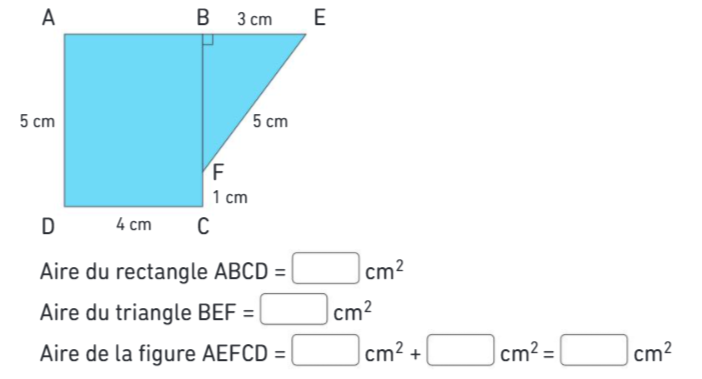 A B 3 cm E
5 cm 5 cm
F
1 cm
D 4 cm C
Aire du rectangle ABCD = cm²
Aire du triangle BEF = cm²
Aire de la figure AEFCD = cm² + cm² = cm²